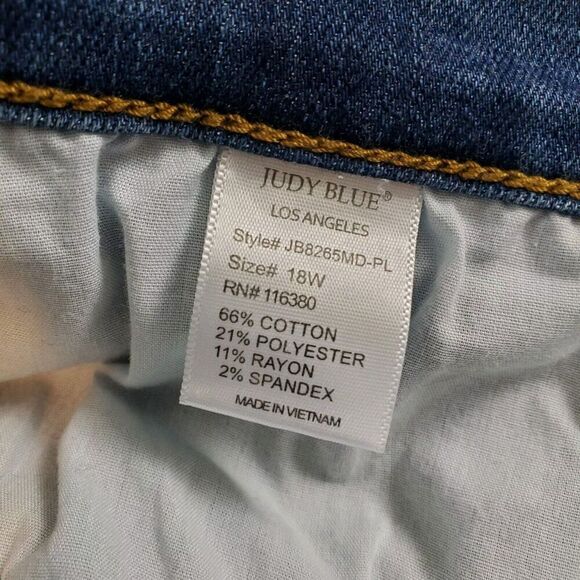 JUDY BLUE®
LOS ANGELES
Style# JB8265MD-PL
Size# 18W
RN# 116380
66% COTTON
21% POLYESTER
11% RAYON
2% SPANDEX
MADE IN VIETNAM